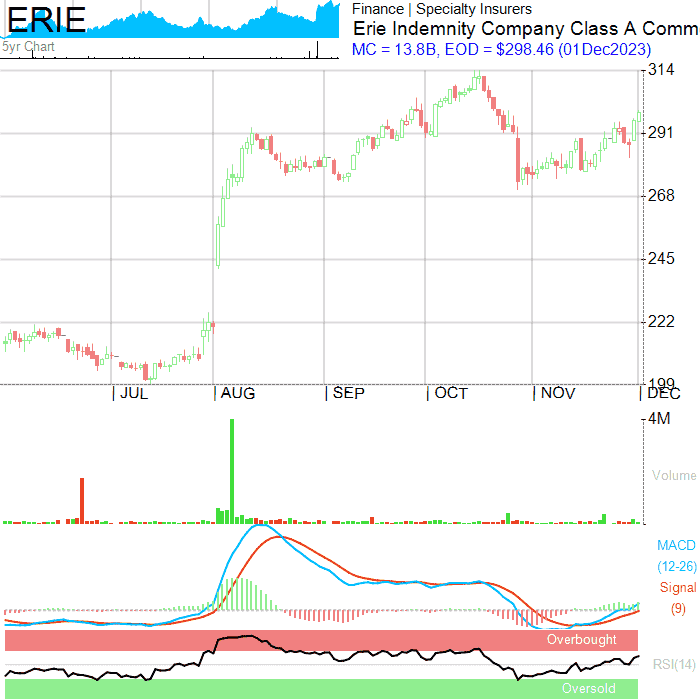 ERIE
5yr Chart
Finance | Specialty Insurers
Erie Indemnity Company Class A Comm
MC = 13.8B, EOD = $298.46 (01Dec2023)
314
291
268
245
222
199
JUL AUG SEP OCT NOV DEC
4M
Volume
MACD
(12-26)
Signal
(9)
Overbought
RSI(14)
Oversold